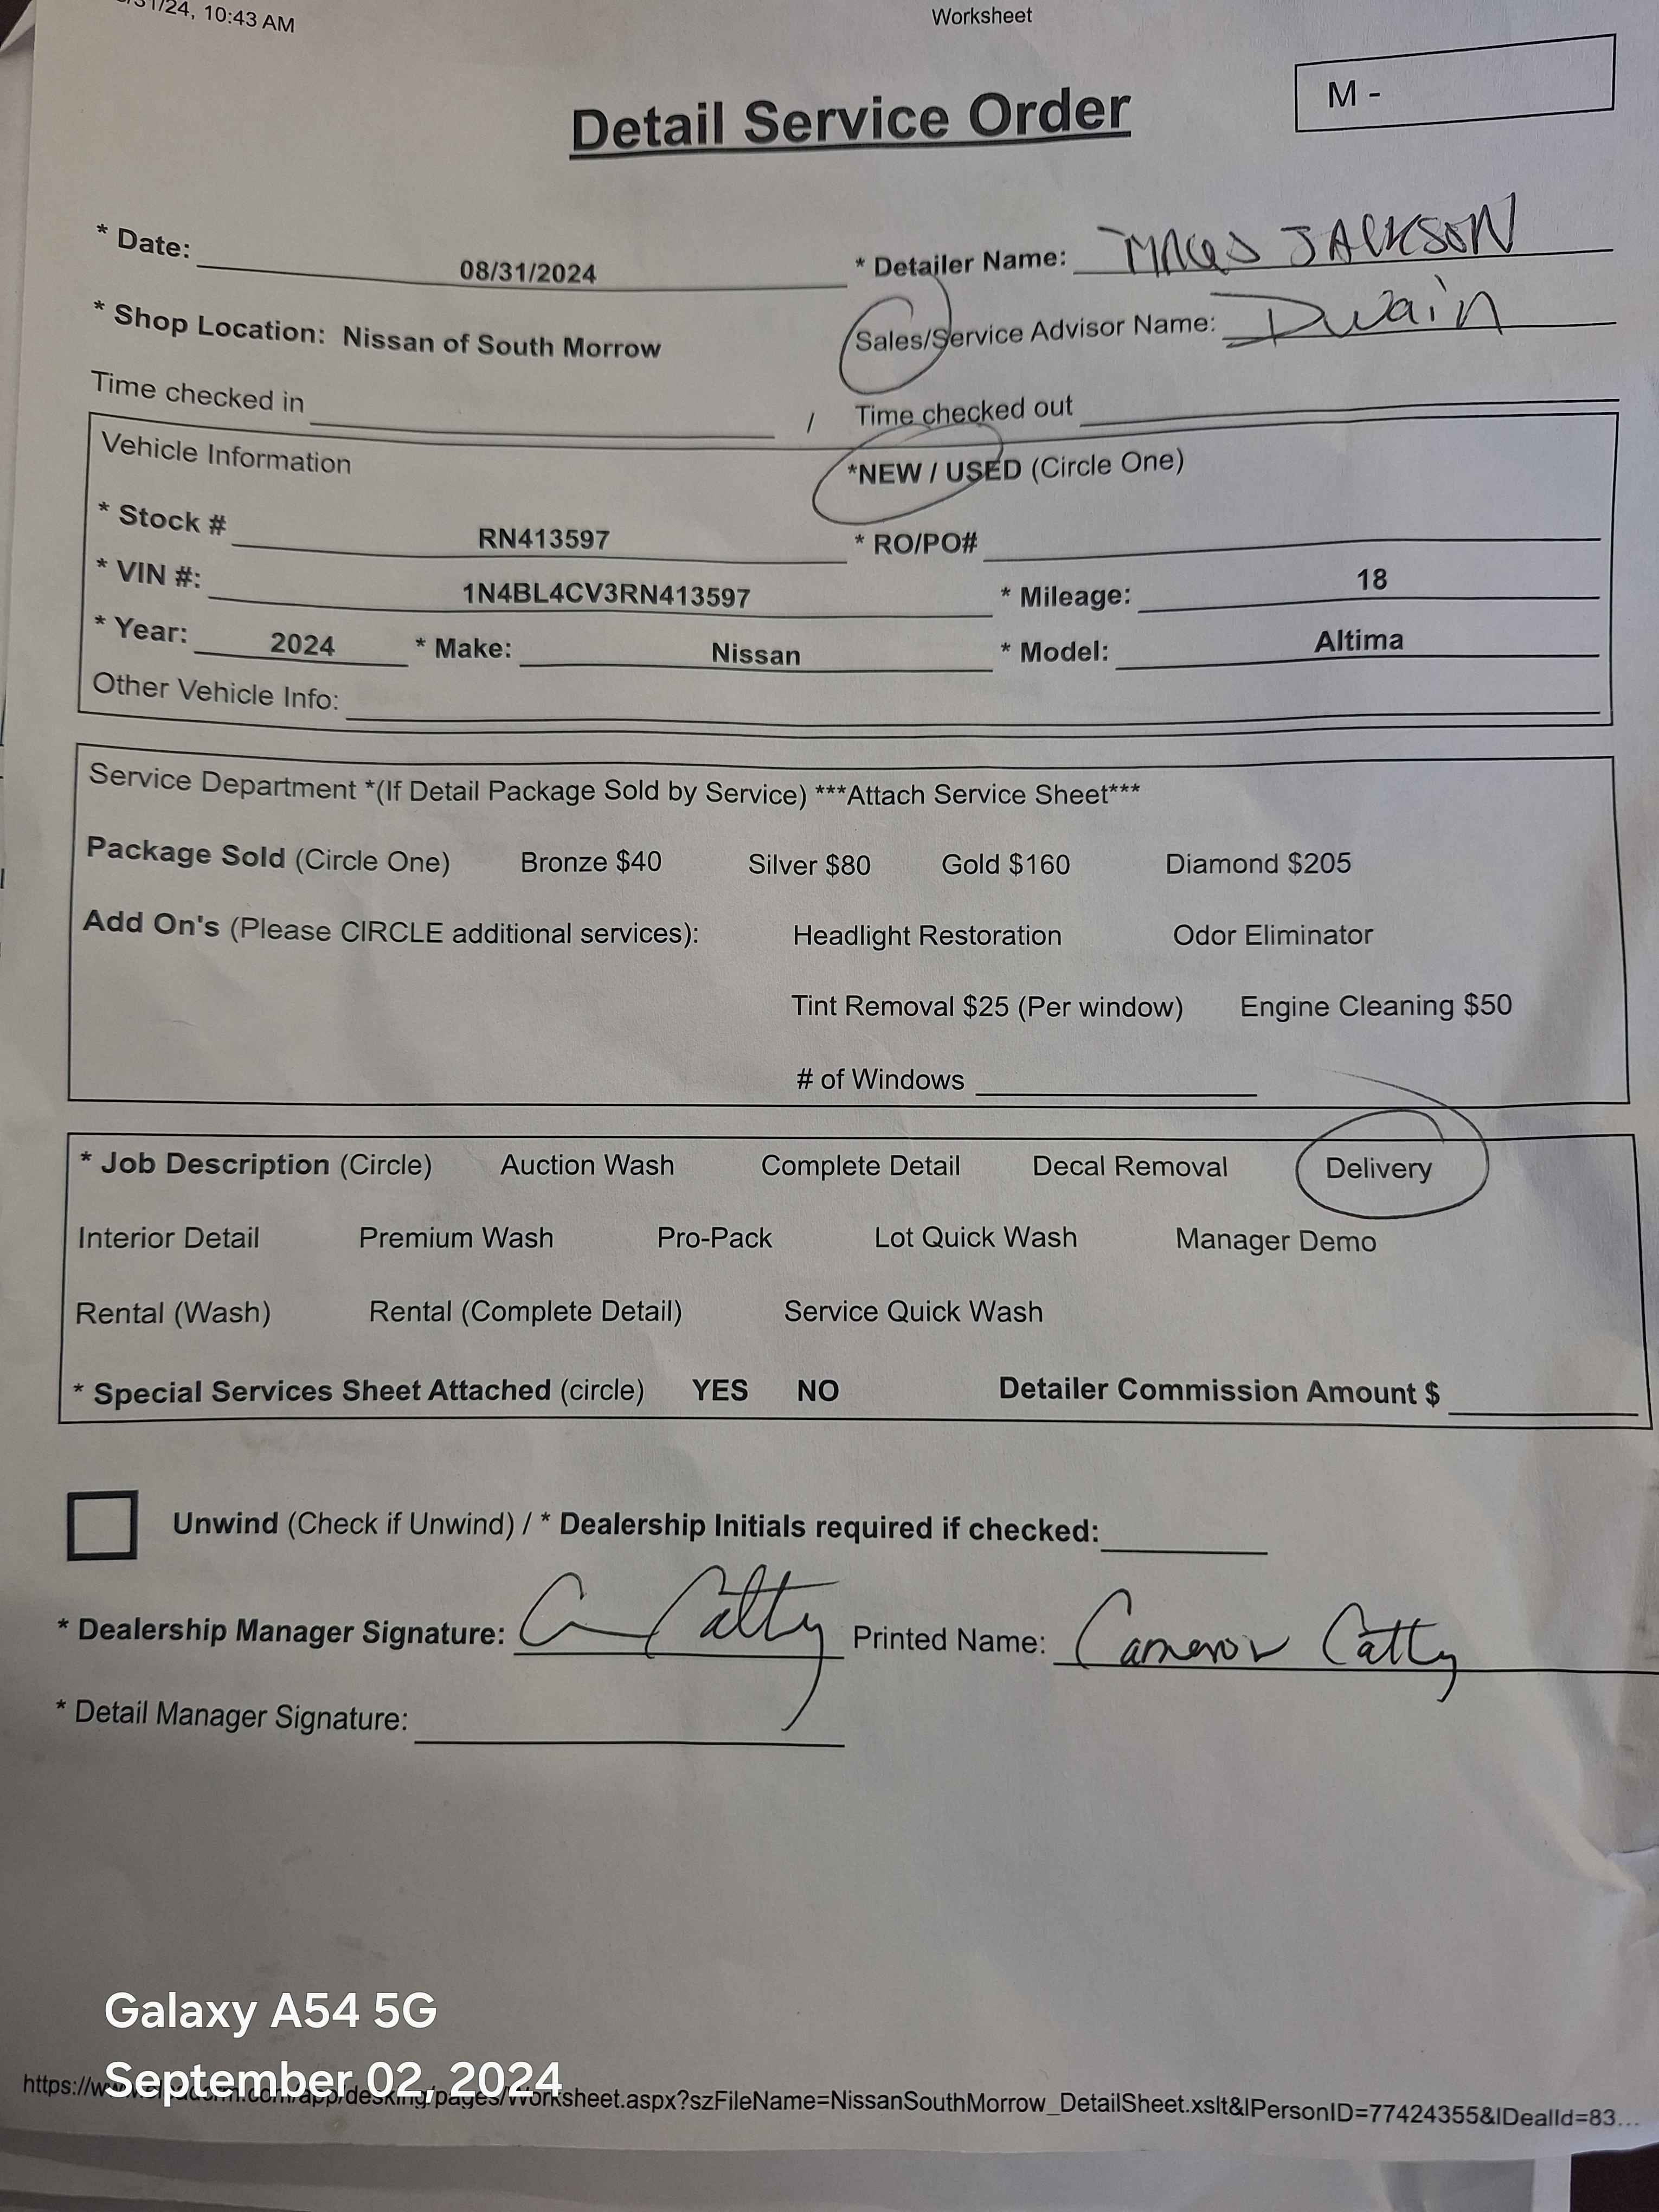 /31/24, 10:43 AM Worksheet
M -
Detail Service Order
* Date: 08/31/2024 * Detailer Name: JACKSON
* Shop Location: Nissan of South Morrow Sales/Service Advisor Name: Dwain
Time checked in / Time checked out
Vehicle Information *NEW / USED (Circle One)
* Stock # RN413597 * RO/PO#
* VIN #: 1N4BL4CV3RN413597 * Mileage: 18
* Year: 2024 * Make: Nissan * Model: Altima
Other Vehicle Info:
Service Department *(If Detail Package Sold by Service) ***Attach Service Sheet***
Package Sold (Circle One) Bronze $40 Silver $80 Gold $160 Diamond $205
Add On's (Please CIRCLE additional services): Headlight Restoration Odor Eliminator
Tint Removal $25 (Per window) Engine Cleaning $50
# of Windows
* Job Description (Circle) Auction Wash Complete Detail Decal Removal Delivery
Interior Detail Premium Wash Pro-Pack Lot Quick Wash Manager Demo
Rental (Wash) Rental (Complete Detail) Service Quick Wash
* Special Services Sheet Attached (circle) YES NO Detailer Commission Amount $
Unwind (Check if Unwind) / * Dealership Initials required if checked:
* Dealership Manager Signature: C Catty Printed Name: Cameron Catty
* Detail Manager Signature:
Galaxy A54 5G
September 02, 2024
https://w /app/desking/pages/Worksheet.aspx?szFileName=NissanSouthMorrow_DetailSheet.xslt&lPersonID=77424355&lDealId=83...